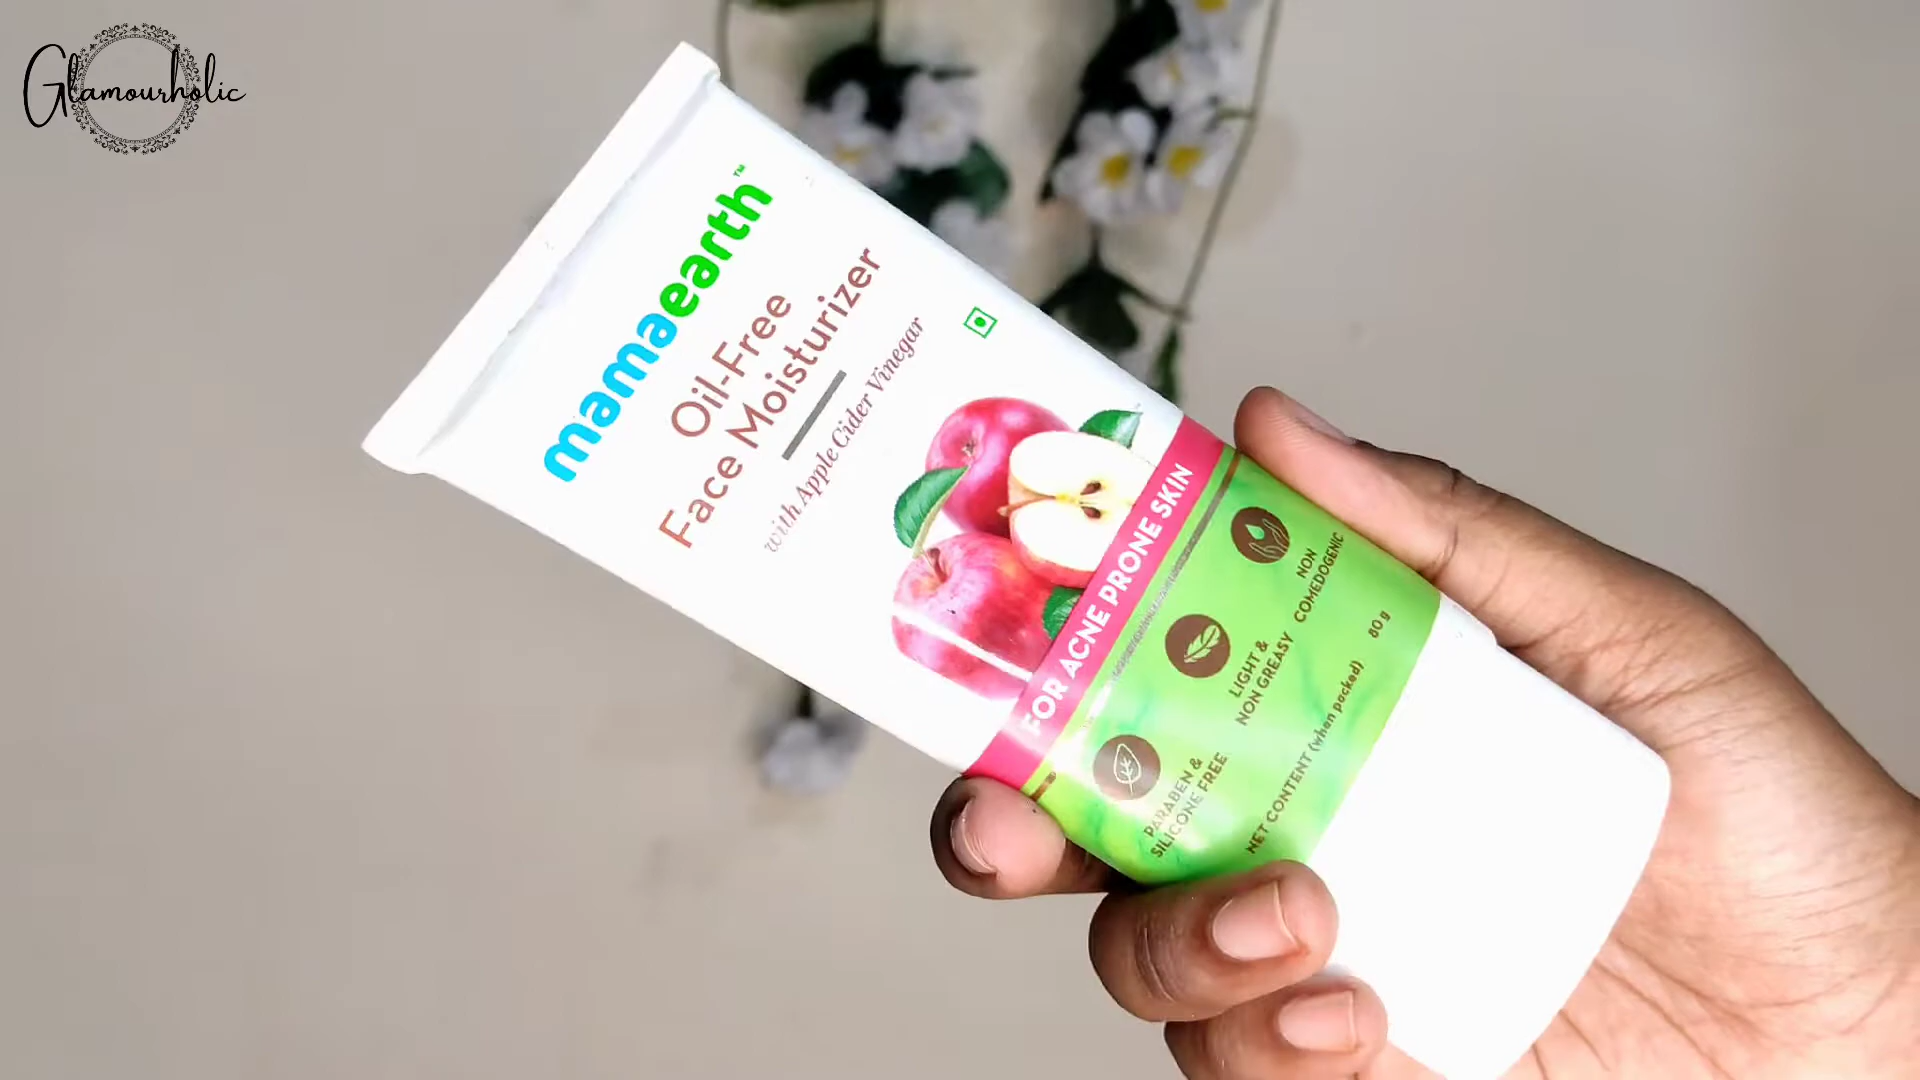 Glamourholic
mamaearth™
Oil-Free
Face Moisturizer
with Apple Cider Vinegar
FOR ACNE PRONE SKIN
NON
COMEDOGENIC
LIGHT &
NON GREASY
PARABEN &
SILICONE FREE
NET CONTENT (when packed) 80 g